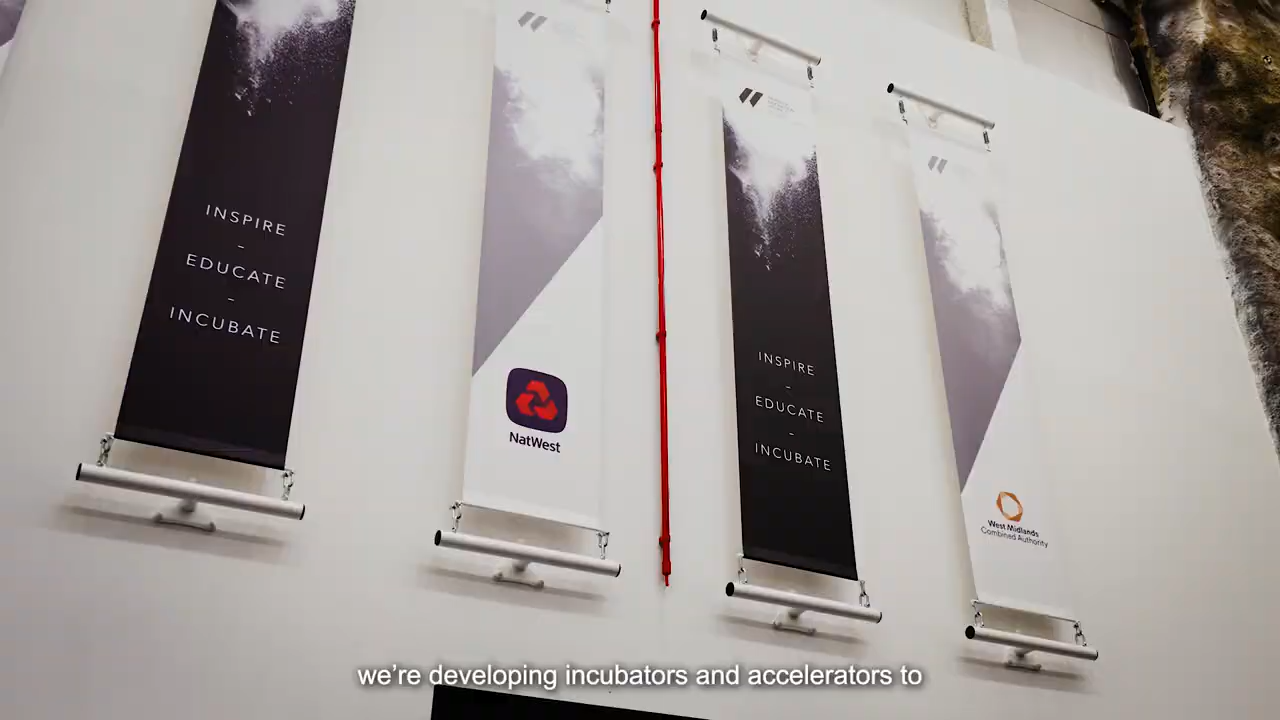 INSPIRE
-
EDUCATE
-
INCUBATE
NatWest
INSPIRE
-
EDUCATE
-
INCUBATE
West Midlands
Combined Authority
we're developing incubators and accelerators to